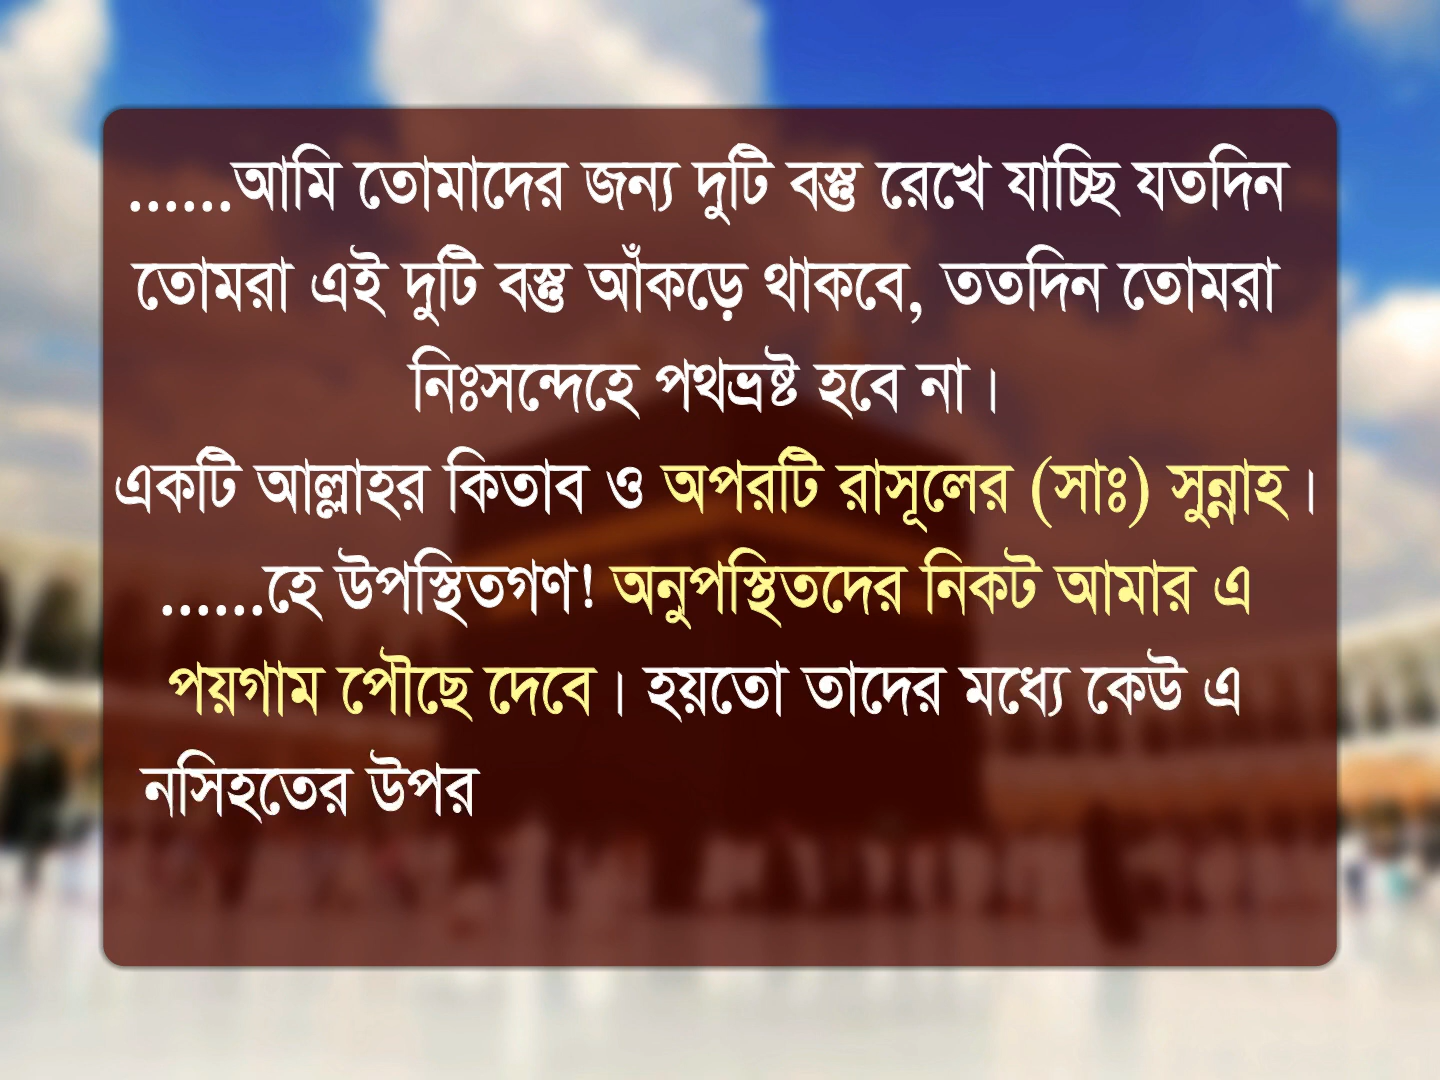 ......আমি তোমাদের জন্য দুটি বস্তু রেখে যাচ্ছি যতদিন
তোমরা এই দুটি বস্তু আঁকড়ে থাকবে, ততদিন তোমরা
নিঃসন্দেহে পথভ্রষ্ট হবে না।
একটি আল্লাহর কিতাব ও অপরটি রাসূলের (সাঃ) সুন্নাহ।
......হে উপস্থিতগণ! অনুপস্থিতদের নিকট আমার এ
পয়গাম পৌছে দেবে। হয়তো তাদের মধ্যে কেউ এ
নসিহতের উপর